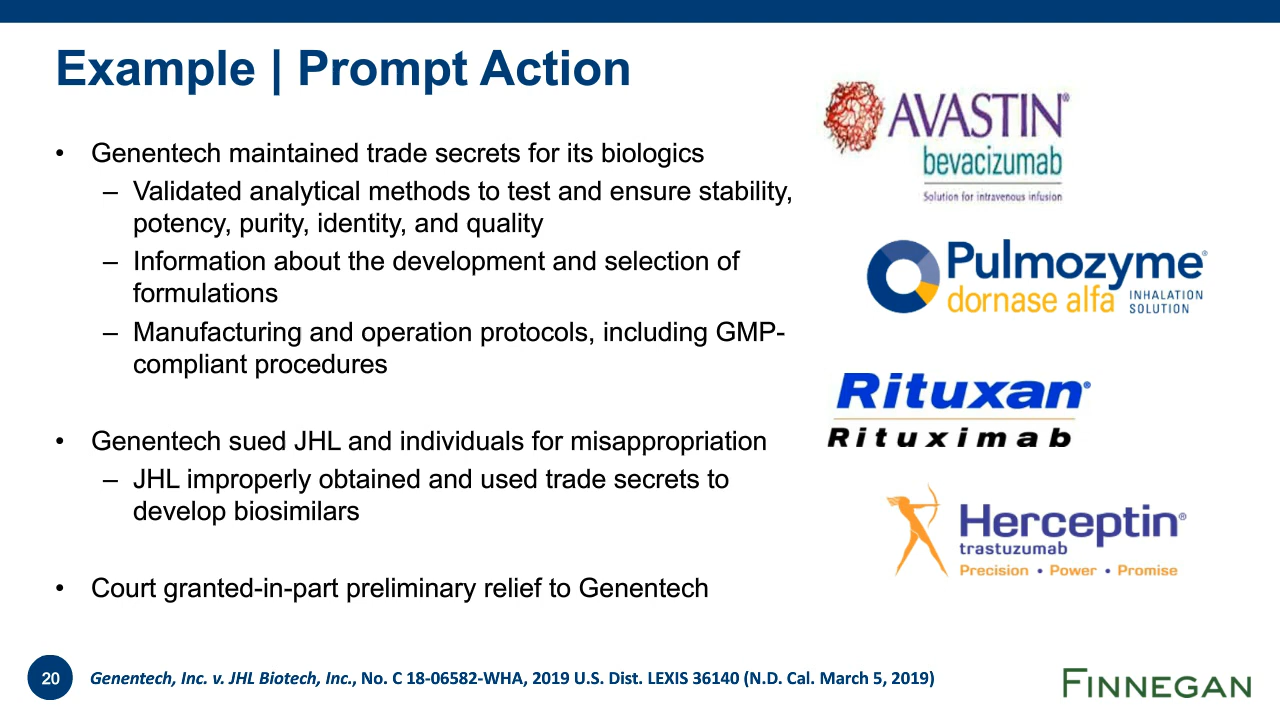 Example | Prompt Action
• Genentech maintained trade secrets for its biologics
– Validated analytical methods to test and ensure stability,
potency, purity, identity, and quality
– Information about the development and selection of
formulations
– Manufacturing and operation protocols, including GMP-
compliant procedures
• Genentech sued JHL and individuals for misappropriation
– JHL improperly obtained and used trade secrets to
develop biosimilars
• Court granted-in-part preliminary relief to Genentech
AVASTIN®
bevacizumab
Solution for intravenous infusion
Pulmozyme®
dornase alfa INHALATION
SOLUTION
Rituxan®
Rituximab
Herceptin®
trastuzumab
Precision • Power • Promise
20
Genentech, Inc. v. JHL Biotech, Inc., No. C 18-06582-WHA, 2019 U.S. Dist. LEXIS 36140 (N.D. Cal. March 5, 2019)
FINNEGAN